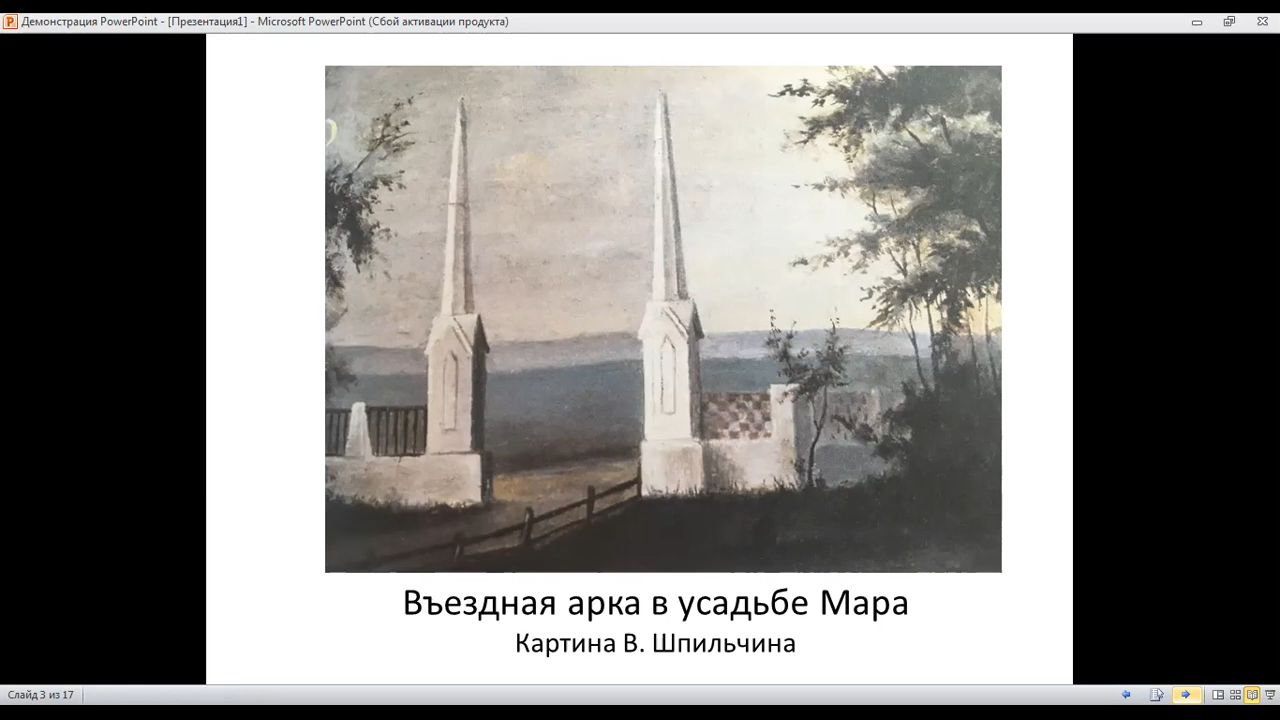 Демонстрация PowerPoint - [Презентация1] - Microsoft PowerPoint (Сбой активации продукта)
Въездная арка в усадьбе Мара
Картина В. Шпильчина
Слайд 3 из 17